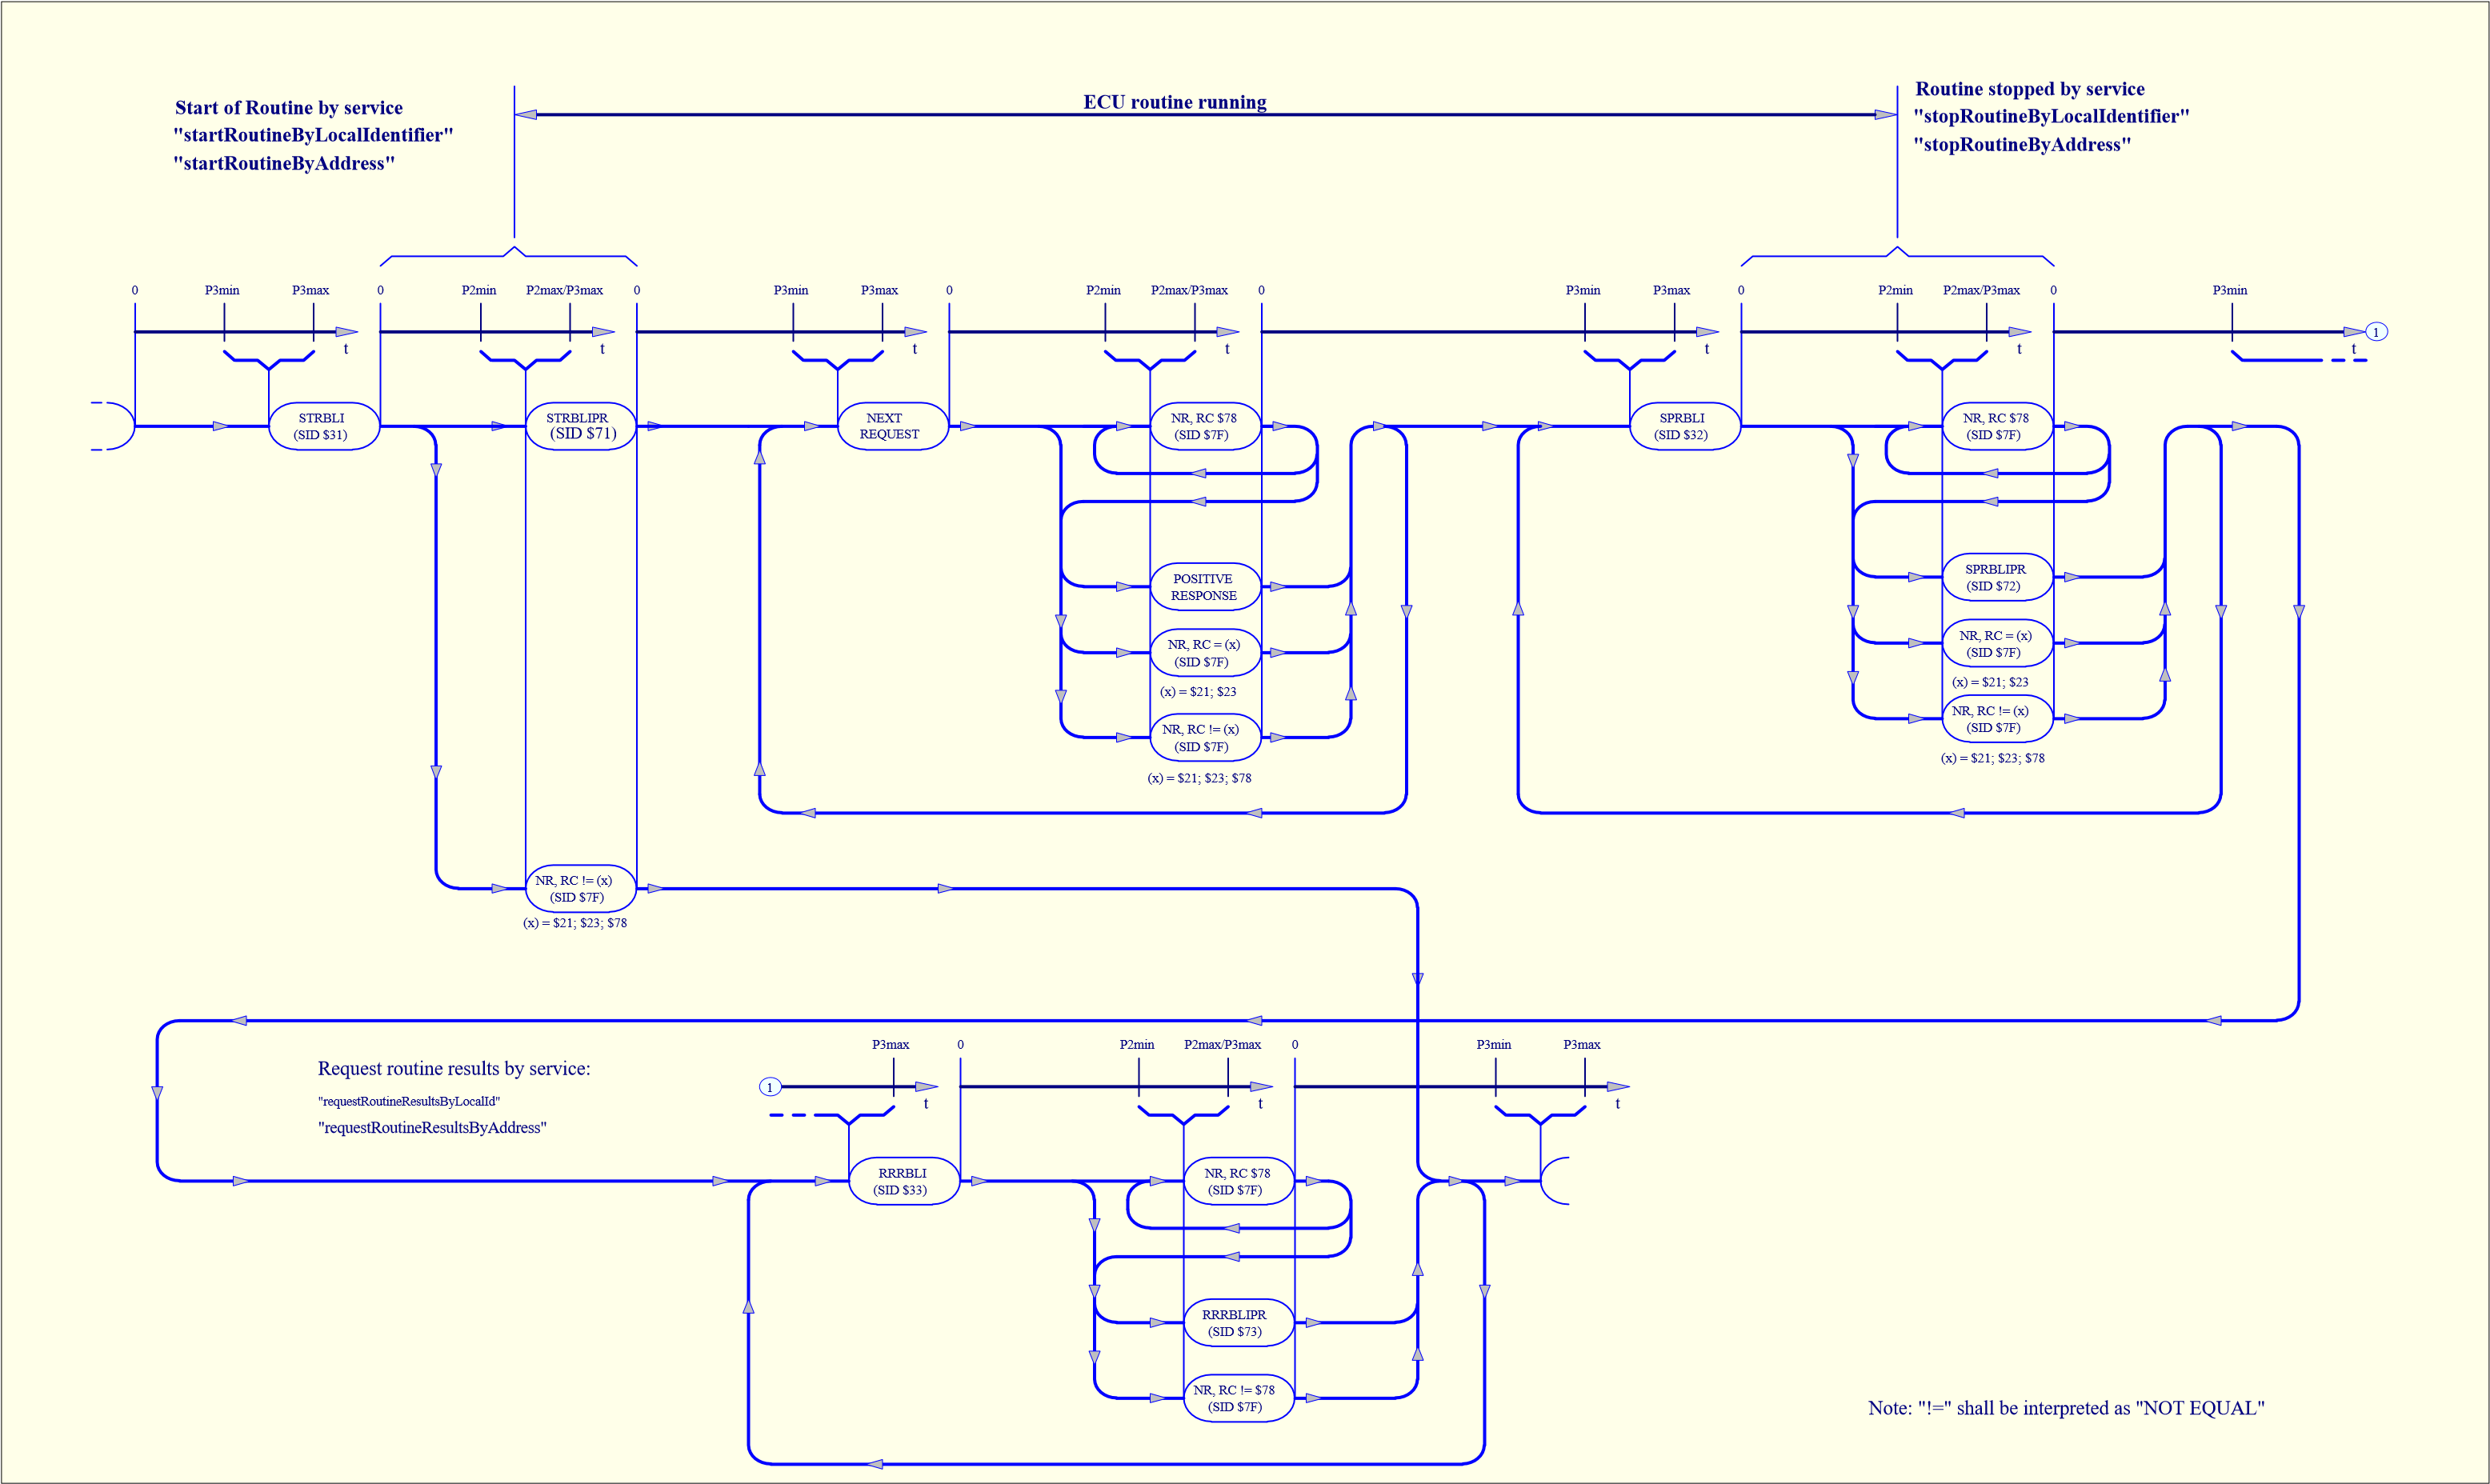 Start of Routine by service
"startRoutineByLocalIdentifier"
"startRoutineByAddress"
ECU routine running
Routine stopped by service
"stopRoutineByLocalIdentifier"
"stopRoutineByAddress"
0 P3min P3max 0 P2min P2max/P3max 0 P3min P3max 0 P2min P2max/P3max 0 P3min P3max 0 P2min P2max/P3max 0 P3min
1
t t t t t t t
STRBLI
(SID $31)
STRBLIPR
(SID $71)
NEXT
REQUEST
NR, RC $78
(SID $7F)
SPRBLI
(SID $32)
NR, RC $78
(SID $7F)
POSITIVE
RESPONSE
NR, RC = (x)
(SID $7F)
(x) = $21; $23
NR, RC != (x)
(SID $7F)
(x) = $21; $23; $78
SPRBLIPR
(SID $72)
NR, RC = (x)
(SID $7F)
(x) = $21; $23
NR, RC != (x)
(SID $7F)
(x) = $21; $23; $78
NR, RC != (x)
(SID $7F)
(x) = $21; $23; $78
Request routine results by service:
"requestRoutineResultsByLocalId"
"requestRoutineResultsByAddress"
P3max 0 P2min P2max/P3max 0 P3min P3max
1
t t t
RRRBLI
(SID $33)
NR, RC $78
(SID $7F)
RRRBLIPR
(SID $73)
NR, RC != $78
(SID $7F)
Note: "!=" shall be interpreted as "NOT EQUAL"